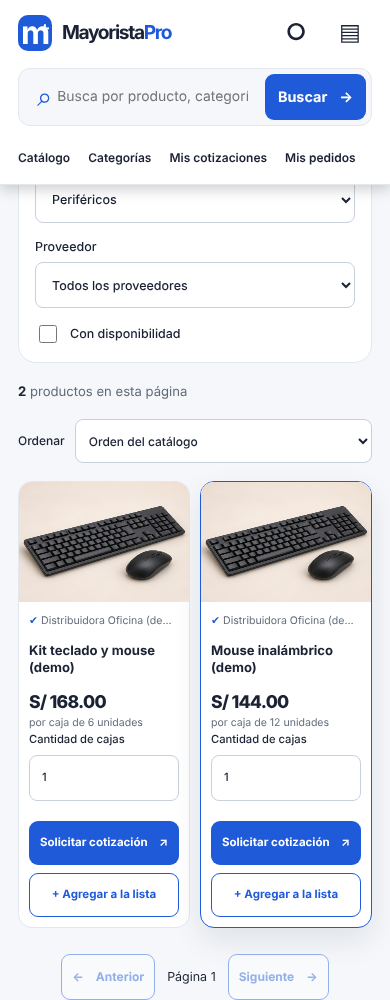 m MayoristaPro
Busca por producto, categorí
Buscar →
Catálogo Categorías Mis cotizaciones Mis pedidos
Periféricos
Proveedor
Todos los proveedores
Con disponibilidad
2 productos en esta página
Ordenar Orden del catálogo
✔ Distribuidora Oficina (de...
Kit teclado y mouse
(demo)
S/ 168.00
por caja de 6 unidades
Cantidad de cajas
1
Solicitar cotización ↗
+ Agregar a la lista
✔ Distribuidora Oficina (de...
Mouse inalámbrico
(demo)
S/ 144.00
por caja de 12 unidades
Cantidad de cajas
1
Solicitar cotización ↗
+ Agregar a la lista
← Anterior Página 1 Siguiente →